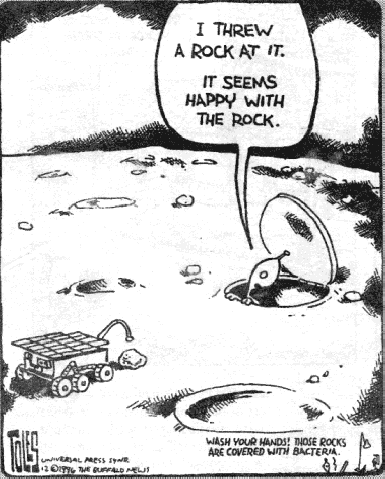 I THREW
A ROCK AT IT.
IT SEEMS
HAPPY WITH
THE ROCK.
WASH YOUR HANDS! THOSE ROCKS
ARE COVERED WITH BACTERIA.
TOLES
UNIVERSAL PRESS SYND.
©1996 THE BUFFALO NEWS